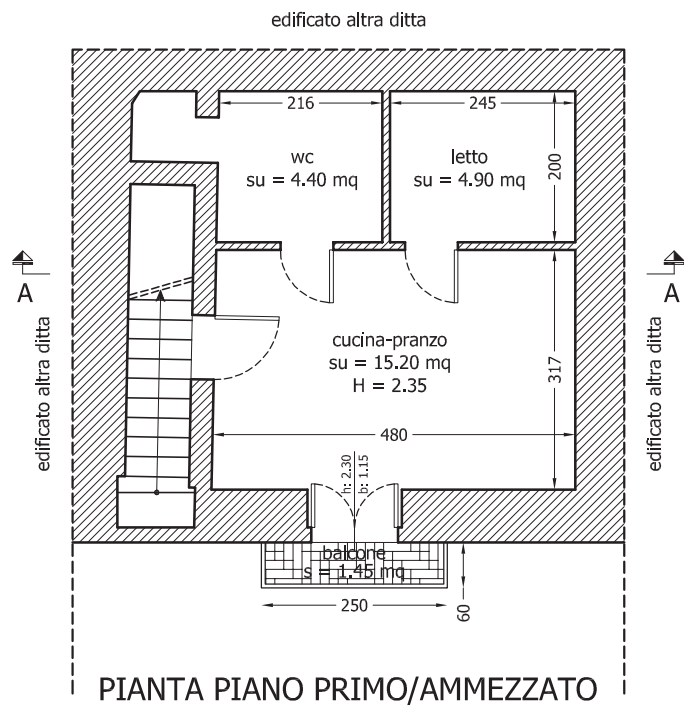 edificato altra ditta
216
245
wc
su = 4.40 mq
letto
su = 4.90 mq
200
A
A
edificato altra ditta
edificato altra ditta
cucina-pranzo
su = 15.20 mq
H = 2.35
317
480
h: 2.30
b: 1.15
balcone
s = 1.45 mq
250
60
PIANTA PIANO PRIMO/AMMEZZATO